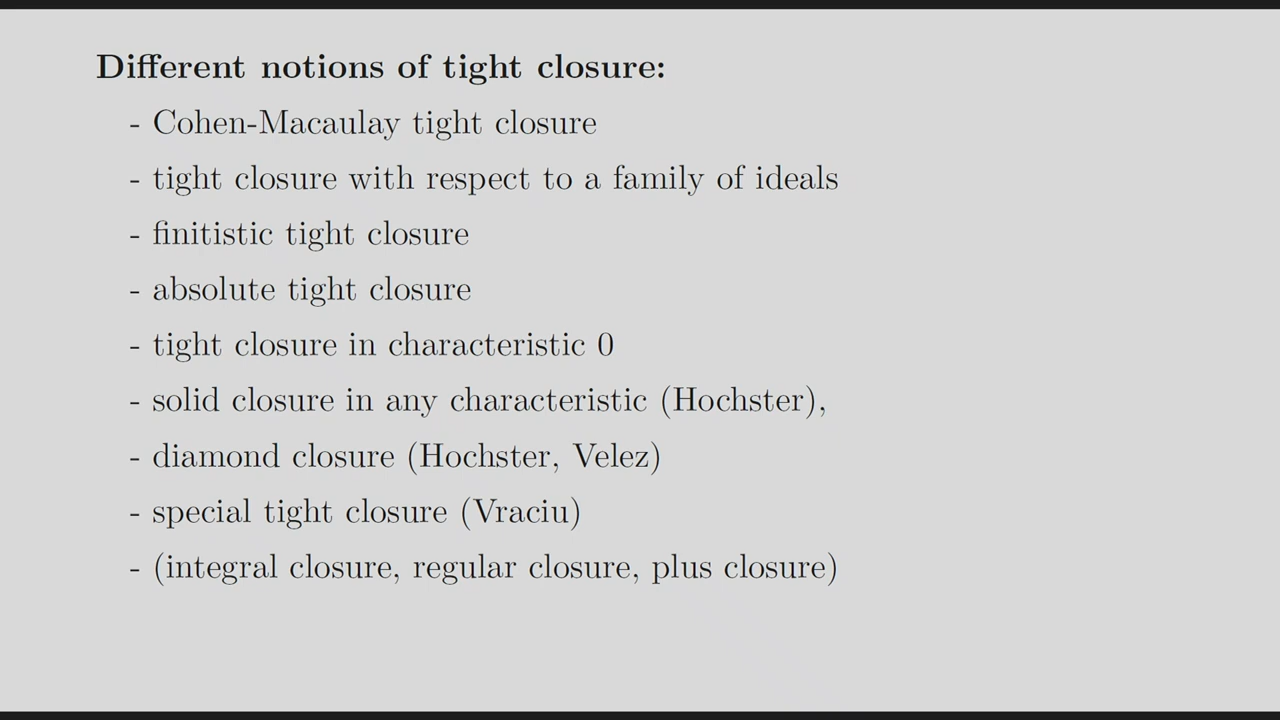 Different notions of tight closure:
- Cohen-Macaulay tight closure
- tight closure with respect to a family of ideals
- finitistic tight closure
- absolute tight closure
- tight closure in characteristic 0
- solid closure in any characteristic (Hochster),
- diamond closure (Hochster, Velez)
- special tight closure (Vraciu)
- (integral closure, regular closure, plus closure)